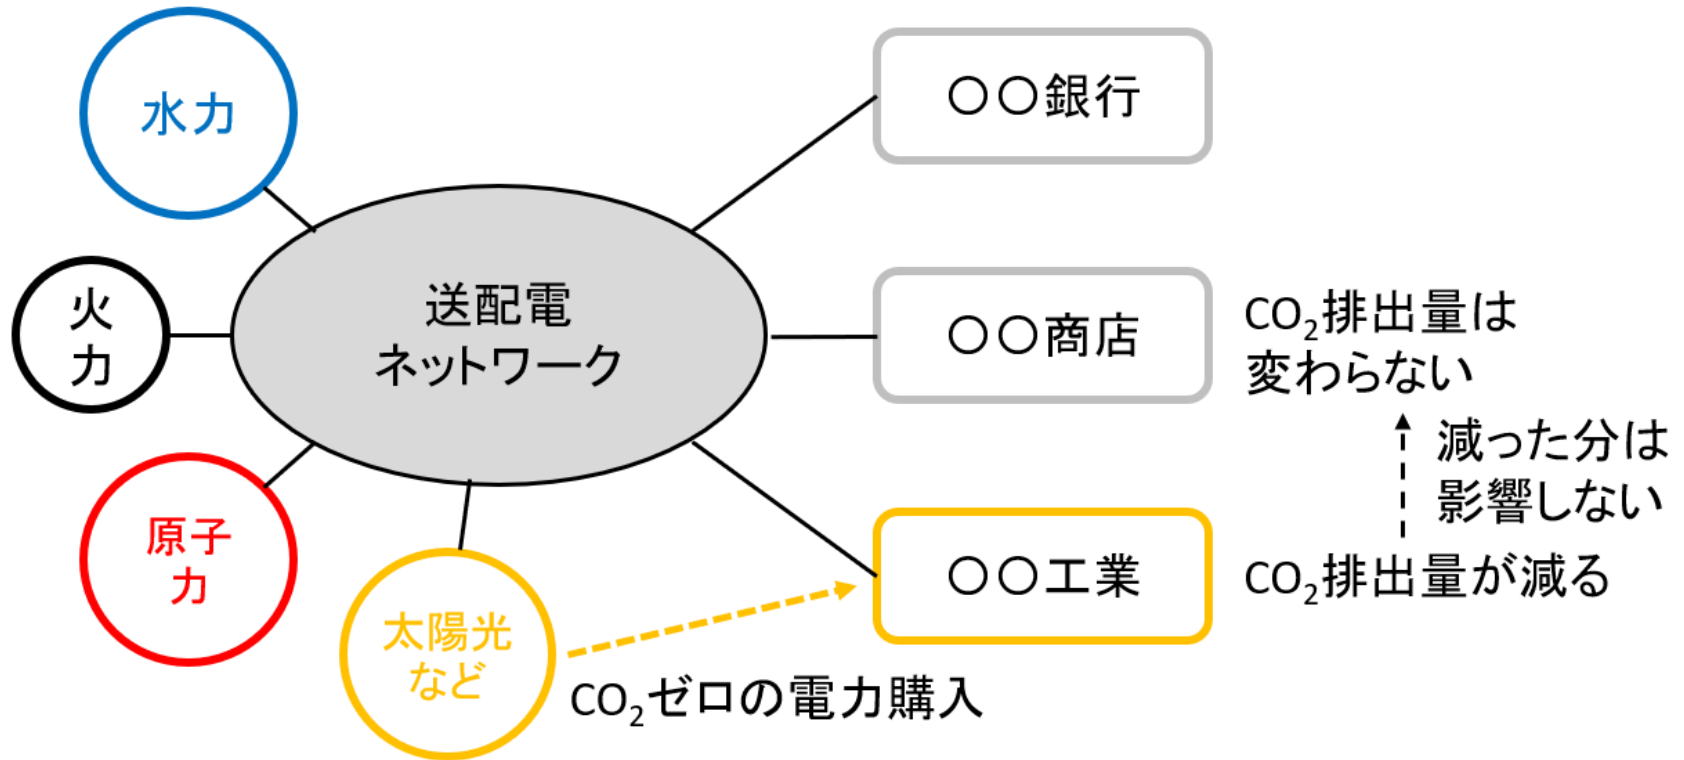 水力
〇〇銀行
火
力
送配電
ネットワーク
〇〇商店
CO₂排出量は
変わらない
減った分は
影響しない
原子
力
太陽光
など
〇〇工業
CO₂排出量が減る
CO₂ゼロの電力購入